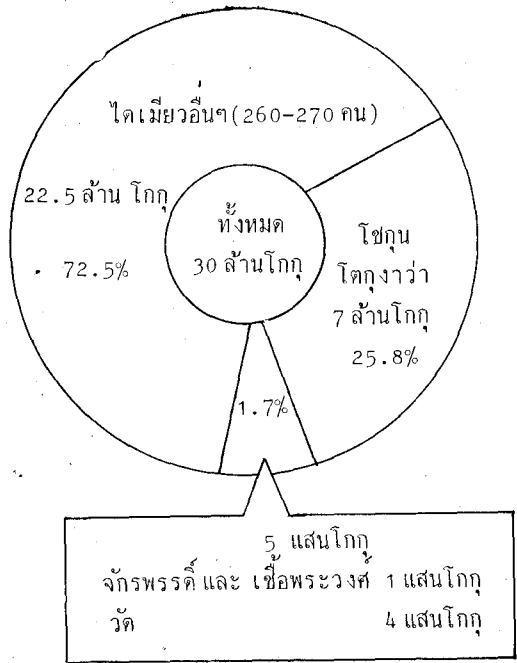 ไดเมียวอื่นๆ(260-270 คน)
22.5 ล้าน โกกุ
72.5%
ทั้งหมด
30 ล้านโกกุ
โชกุน
โตกุงาว่า
7 ล้านโกกุ
25.8%
1.7%
5 แสนโกกุ
จักรพรรดิ์ และ เชื้อพระวงศ์ 1 แสนโกกุ
วัด 4 แสนโกกุ